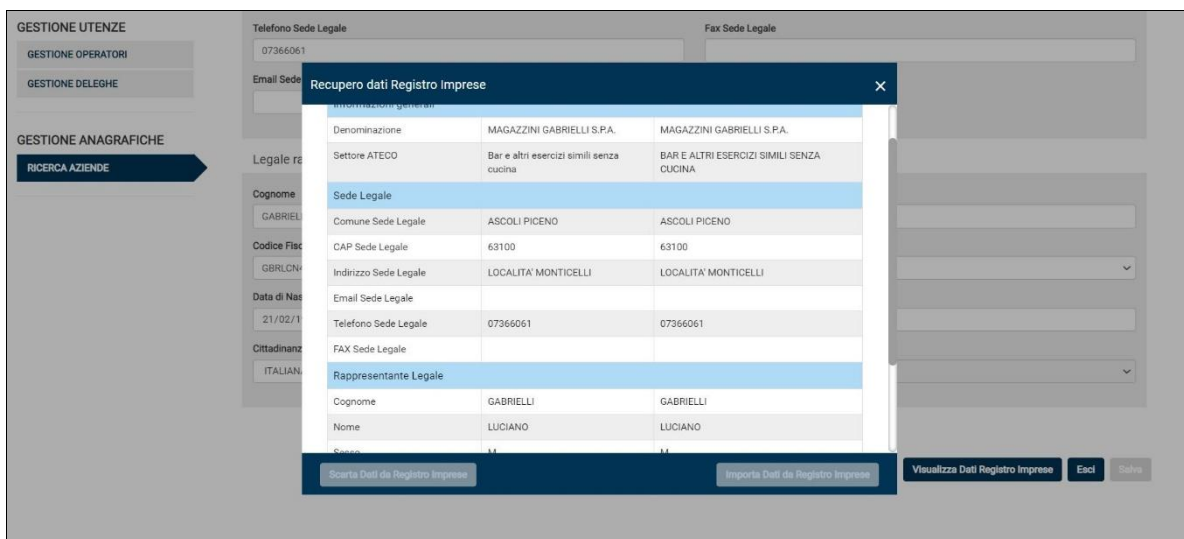 GESTIONE UTENZE
GESTIONE OPERATORI
GESTIONE DELEGHE
GESTIONE ANAGRAFICHE
RICERCA AZIENDE
Telefono Sede Legale Fax Sede Legale
07366061
Email Sede
Legale ra
Cognome
GABRIEL
Codice Fisc
GBRLCN4
Data di Nas
21/02/1
Cittadinanz
ITALIANA
Recupero dati Registro Imprese ×
Informazioni generali
Denominazione MAGAZZINI GABRIELLI S.P.A. MAGAZZINI GABRIELLI S.P.A.
Settore ATECO Bar e altri esercizi simili senza BAR E ALTRI ESERCIZI SIMILI SENZA
cucina CUCINA
Sede Legale
Comune Sede Legale ASCOLI PICENO ASCOLI PICENO
CAP Sede Legale 63100 63100
Indirizzo Sede Legale LOCALITA' MONTICELLI LOCALITA' MONTICELLI
Email Sede Legale
Telefono Sede Legale 07366061 07366061
FAX Sede Legale
Rappresentante Legale
Cognome GABRIELLI GABRIELLI
Nome LUCIANO LUCIANO
Sesso M M
Scarta Dati da Registro Imprese Importa Dati da Registro Imprese
Visualizza Dati Registro Imprese Esci Salva